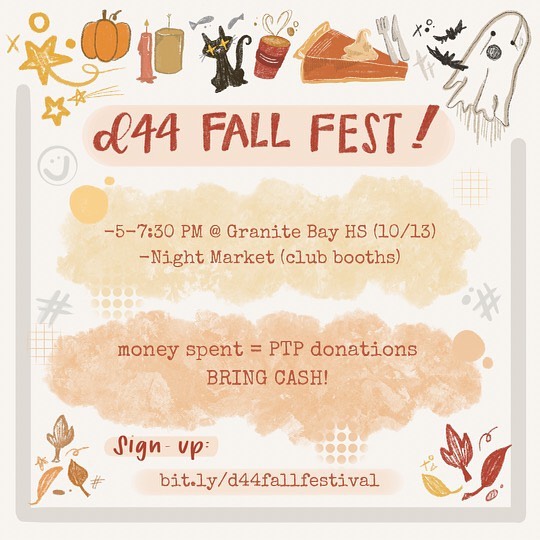 d44 FALL FEST!
-5-7:30 PM @ Granite Bay HS (10/13)
-Night Market (club booths)
money spent = PTP donations
BRING CASH!
Sign-up:
bit.ly/d44fallfestival